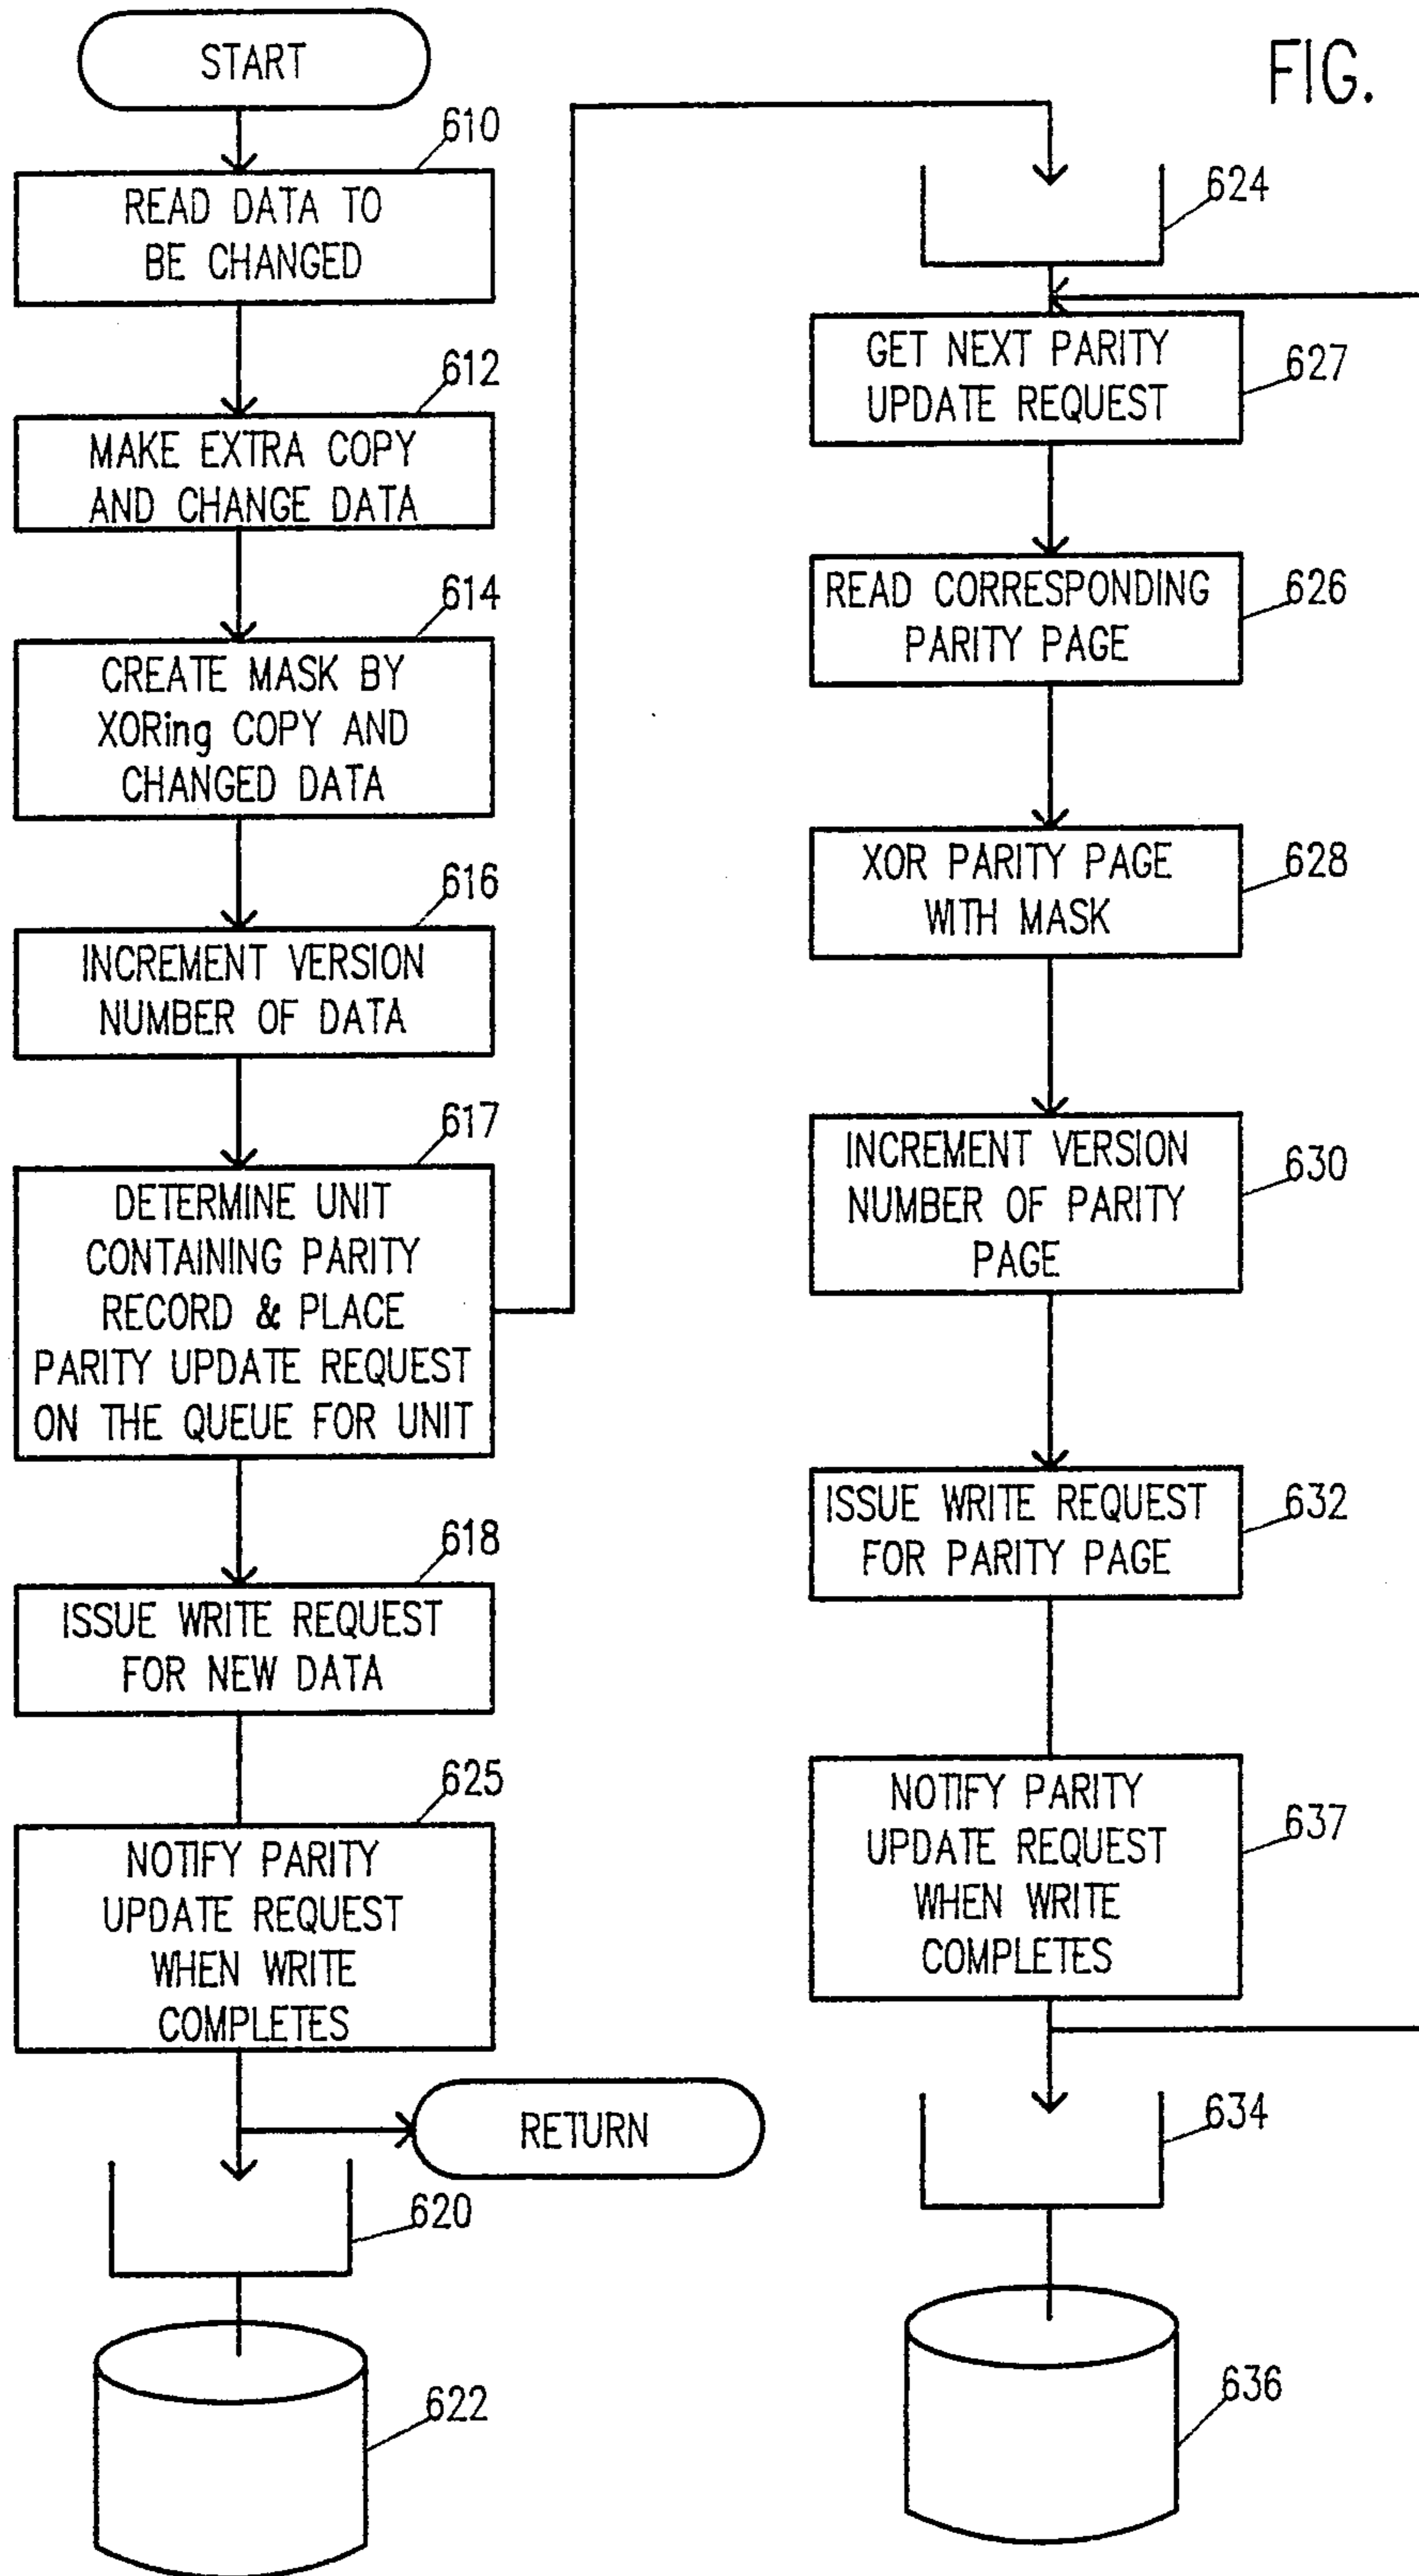 START
610
READ DATA TO
BE CHANGED
612
MAKE EXTRA COPY
AND CHANGE DATA
614
CREATE MASK BY
XORing COPY AND
CHANGED DATA
616
INCREMENT VERSION
NUMBER OF DATA
617
DETERMINE UNIT
CONTAINING PARITY
RECORD & PLACE
PARITY UPDATE REQUEST
ON THE QUEUE FOR UNIT
618
ISSUE WRITE REQUEST
FOR NEW DATA
625
NOTIFY PARITY
UPDATE REQUEST
WHEN WRITE
COMPLETES
RETURN
620
622
FIG.
624
GET NEXT PARITY
UPDATE REQUEST
627
READ CORRESPONDING
PARITY PAGE
626
XOR PARITY PAGE
WITH MASK
628
INCREMENT VERSION
NUMBER OF PARITY
PAGE
630
ISSUE WRITE REQUEST
FOR PARITY PAGE
632
NOTIFY PARITY
UPDATE REQUEST
WHEN WRITE
COMPLETES
637
634
636